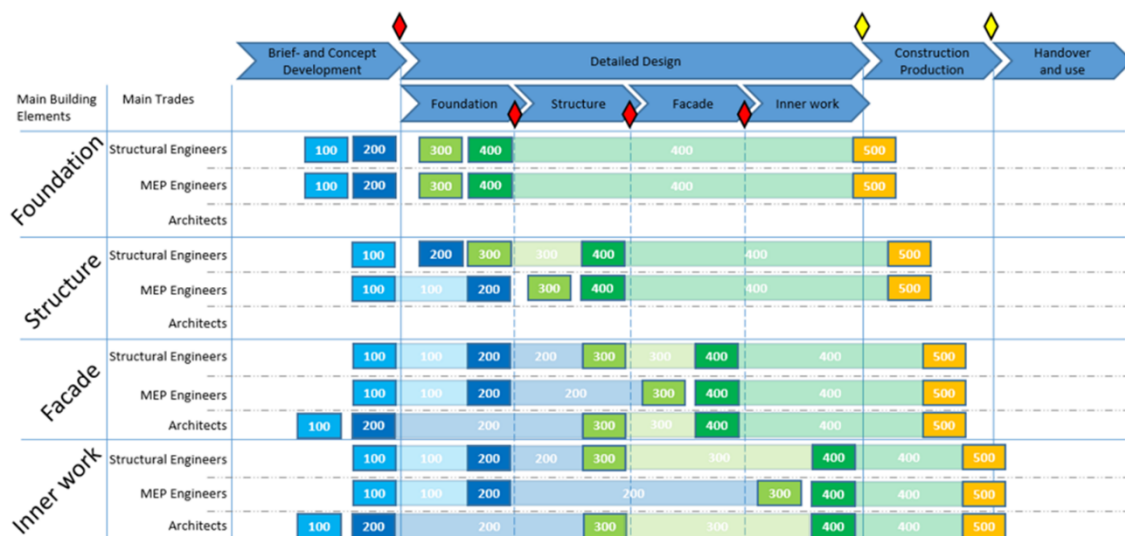 Brief- and Concept
Development
Detailed Design
Construction
Production
Handover
and use
Main Building
Elements
Main Trades
Foundation
Structure
Facade
Inner work
Foundation
Structural Engineers
100 200 300 400 400 500
MEP Engineers
100 200 300 400 400 500
Architects
Structure
Structural Engineers
100 200 300 300 400 400 500
MEP Engineers
100 100 200 300 400 400 500
Architects
Facade
Structural Engineers
100 100 200 200 300 300 400 400 500
MEP Engineers
100 100 200 200 300 400 400 500
Architects
100 200 200 300 300 400 400 500
Inner work
Structural Engineers
100 100 200 200 300 300 400 400 500
MEP Engineers
100 100 200 200 300 400 400 500
Architects
100 200 200 300 300 400 400 500